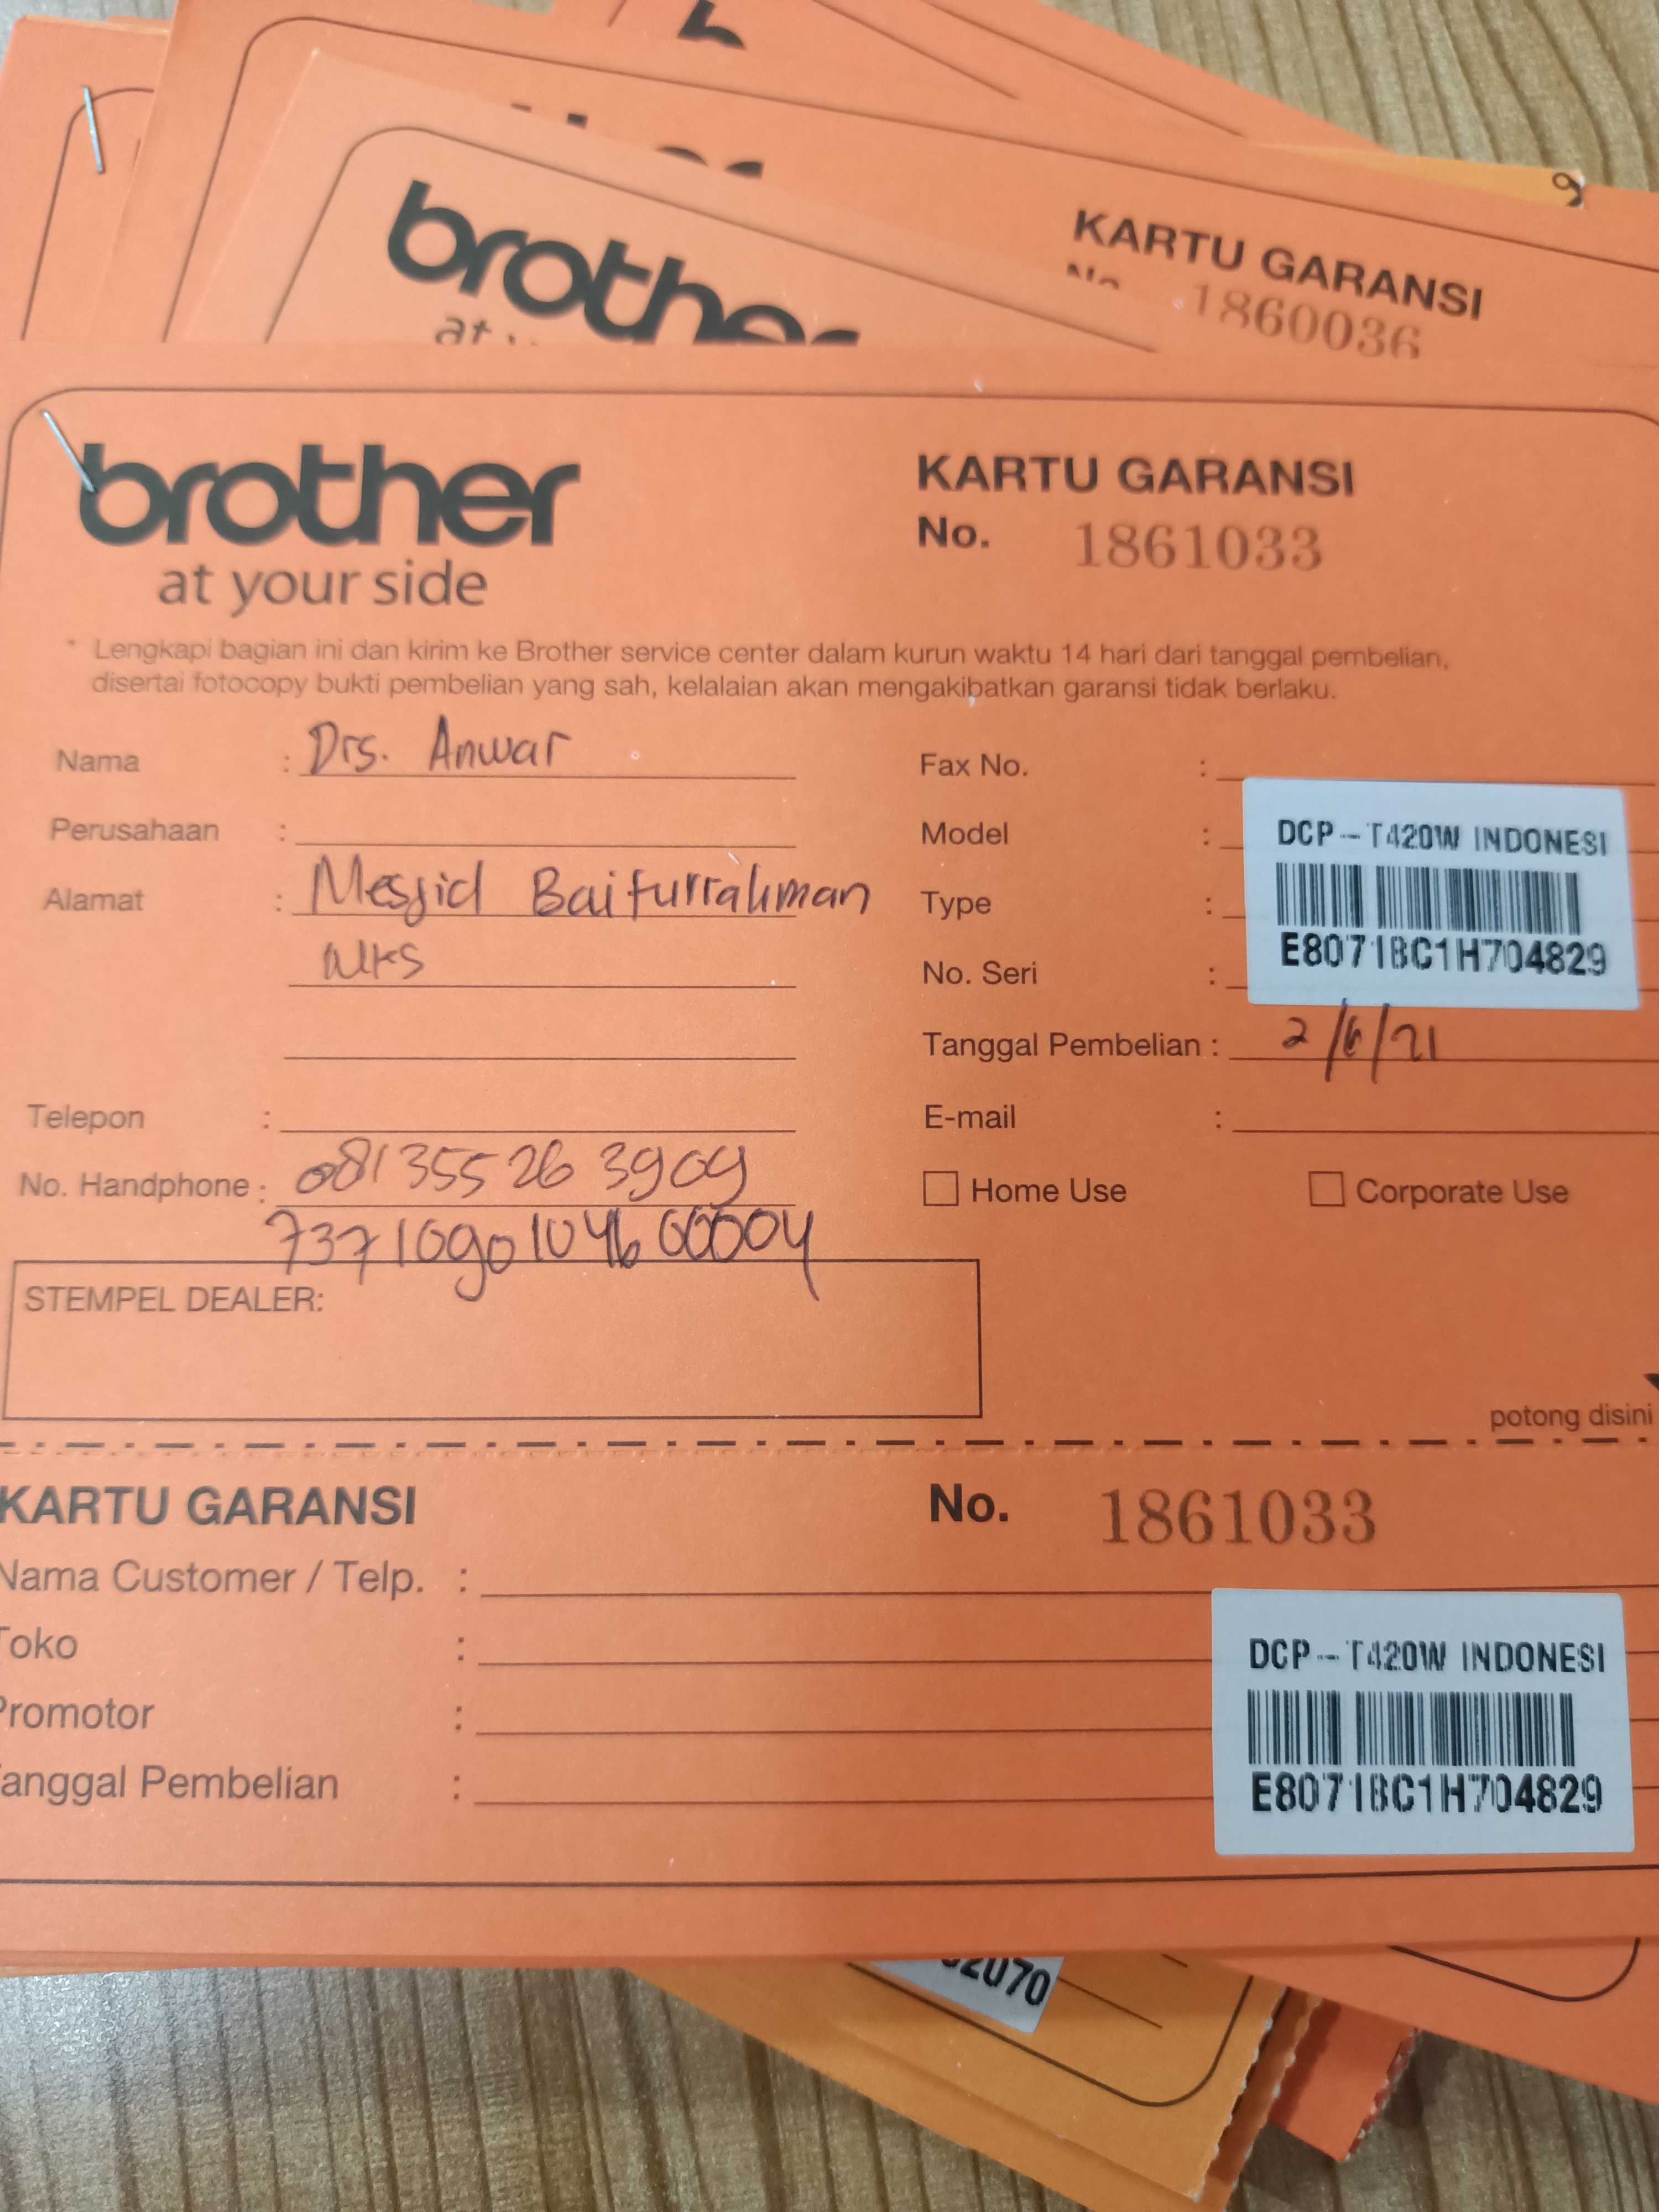 brother
KARTU GARANSI
1860036
brother
at your side
KARTU GARANSI
No. 1861033
* Lengkapi bagian ini dan kirim ke Brother service center dalam kurun waktu 14 hari dari tanggal pembelian,
disertai fotocopy bukti pembelian yang sah, kelalaian akan mengakibatkan garansi tidak berlaku.
Nama : Drs. Anwar
Perusahaan :
Alamat : Mesjid Baiturrahman
Telepon :
No. Handphone : 081355263909
7371090104600004
Fax No. :
Model :
Type :
No. Seri :
DCP-T420W INDONESI
E8071BC1H704829
Tanggal Pembelian : 2/6/21
E-mail :
Home Use
Corporate Use
STEMPEL DEALER:
potong disini
KARTU GARANSI
No. 1861033
Nama Customer / Telp. :
Toko :
Promotor :
Tanggal Pembelian :
DCP-T420W INDONESI
E8071BC1H704829